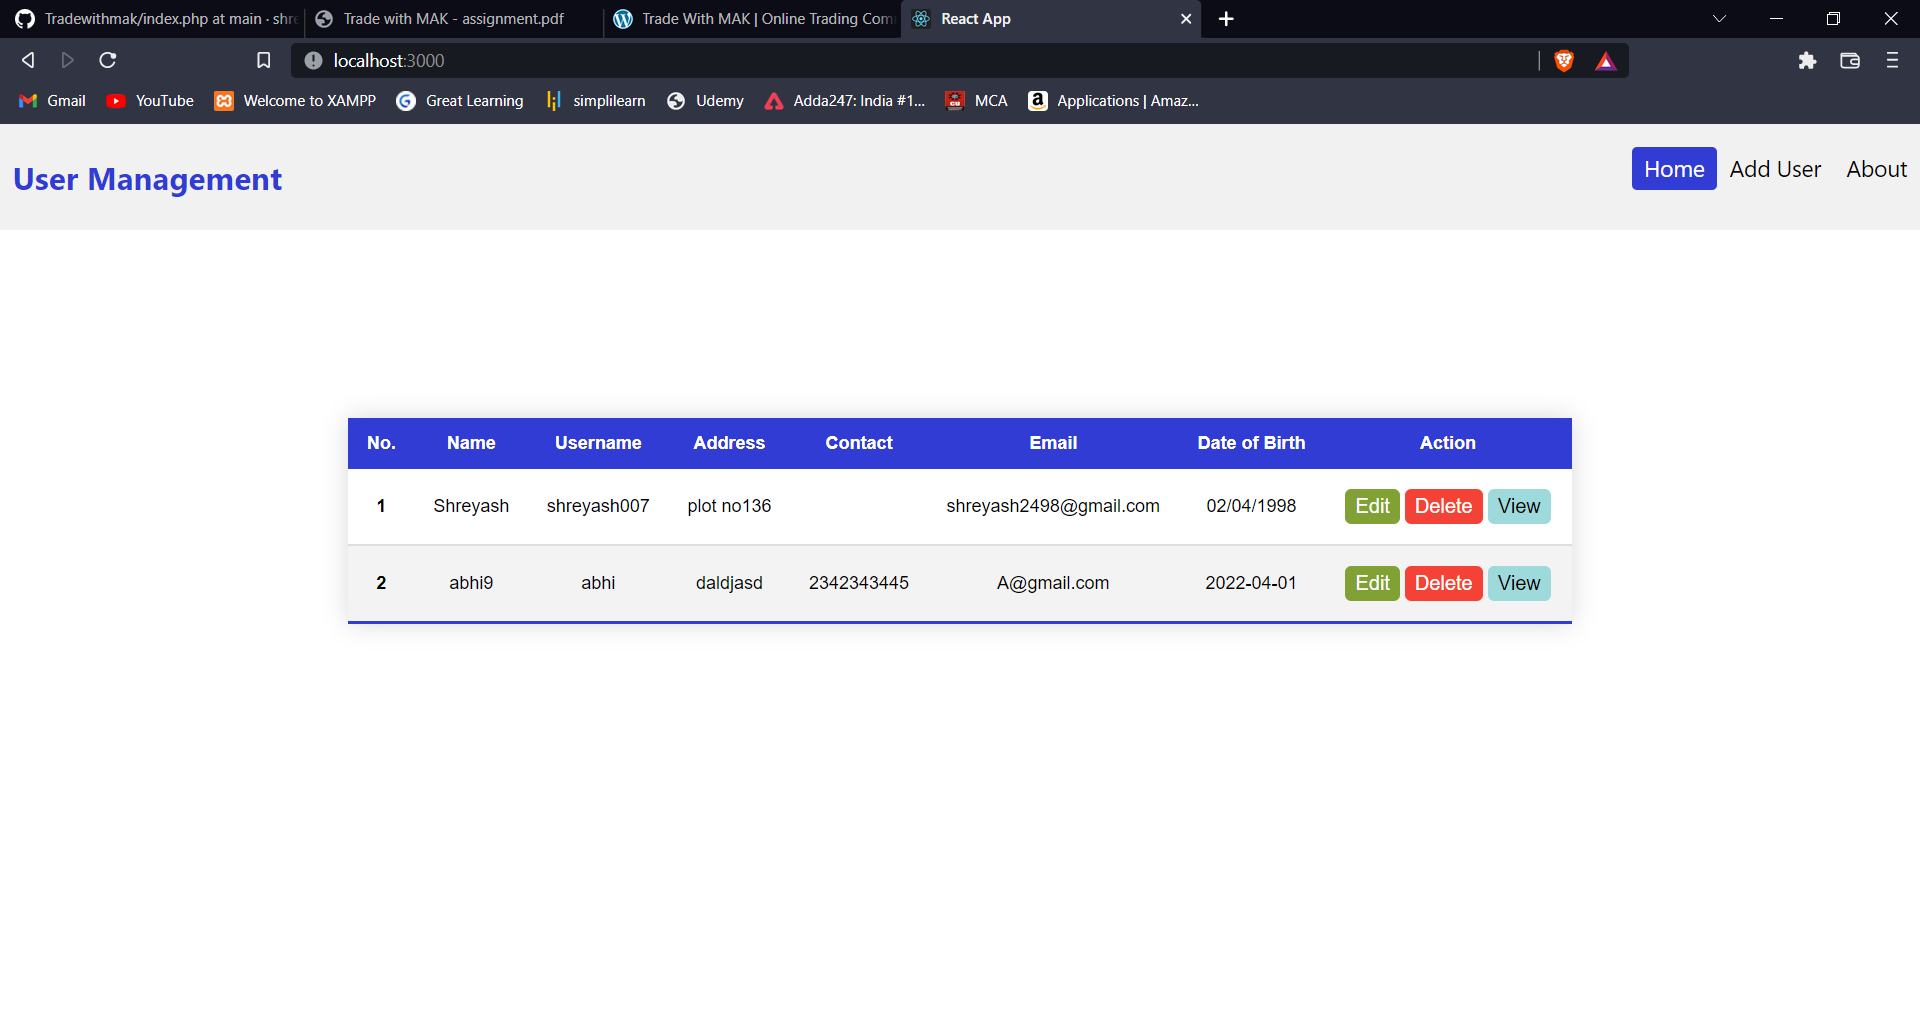 Tradewithmak/index.php at main · shre
Trade with MAK - assignment.pdf
Trade With MAK | Online Trading Com
React App
localhost:3000
Gmail
YouTube
Welcome to XAMPP
Great Learning
simplilearn
Udemy
Adda247: India #1...
MCA
Applications | Amaz...
User Management
Home Add User About
No. Name Username Address Contact Email Date of Birth Action
1 Shreyash shreyash007 plot no136 shreyash2498@gmail.com 02/04/1998 Edit Delete View
2 abhi9 abhi daldjasd 2342343445 A@gmail.com 2022-04-01 Edit Delete View